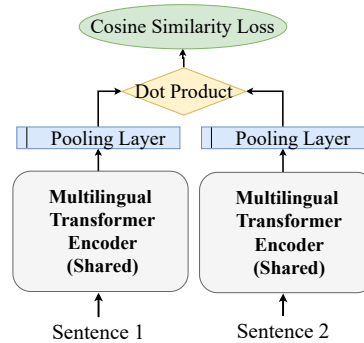 Cosine Similarity Loss
Dot Product
Pooling Layer
Pooling Layer
Multilingual
Transformer
Encoder
(Shared)
Multilingual
Transformer
Encoder
(Shared)
Sentence 1
Sentence 2